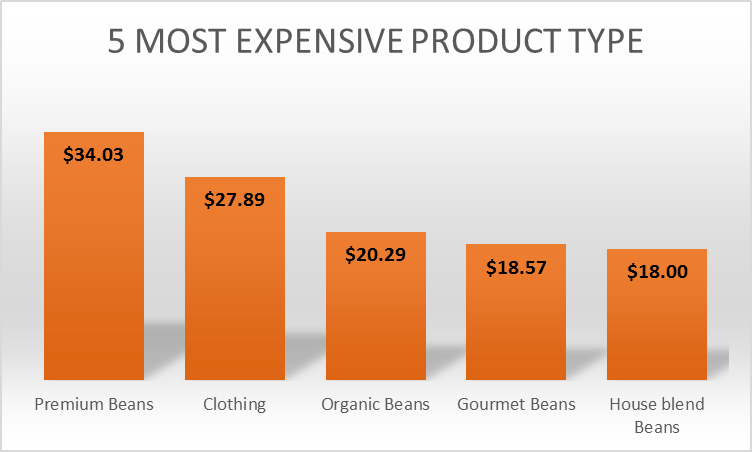 5 MOST EXPENSIVE PRODUCT TYPE
$34.03
$27.89
$20.29
$18.57
$18.00
Premium Beans
Clothing
Organic Beans
Gourmet Beans
House blend
Beans